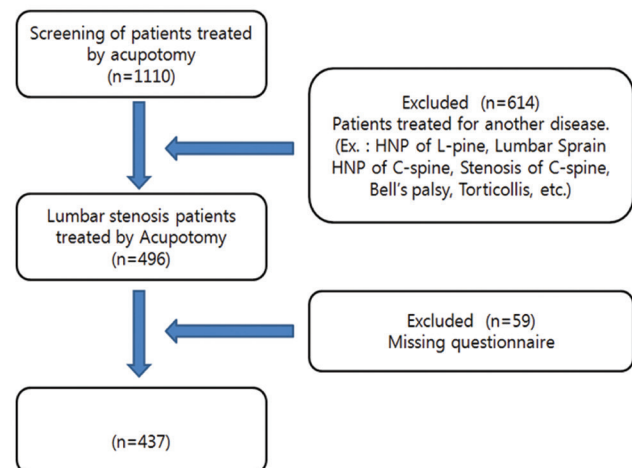 Screening of patients treated
by acupotomy
(n=1110)
Excluded (n=614)
Patients treated for another disease.
(Ex. : HNP of L-pine, Lumbar Sprain
HNP of C-spine, Stenosis of C-spine,
Bell's palsy, Torticollis, etc.)
Lumbar stenosis patients
treated by Acupotomy
(n=496)
Excluded (n=59)
Missing questionnaire
(n=437)